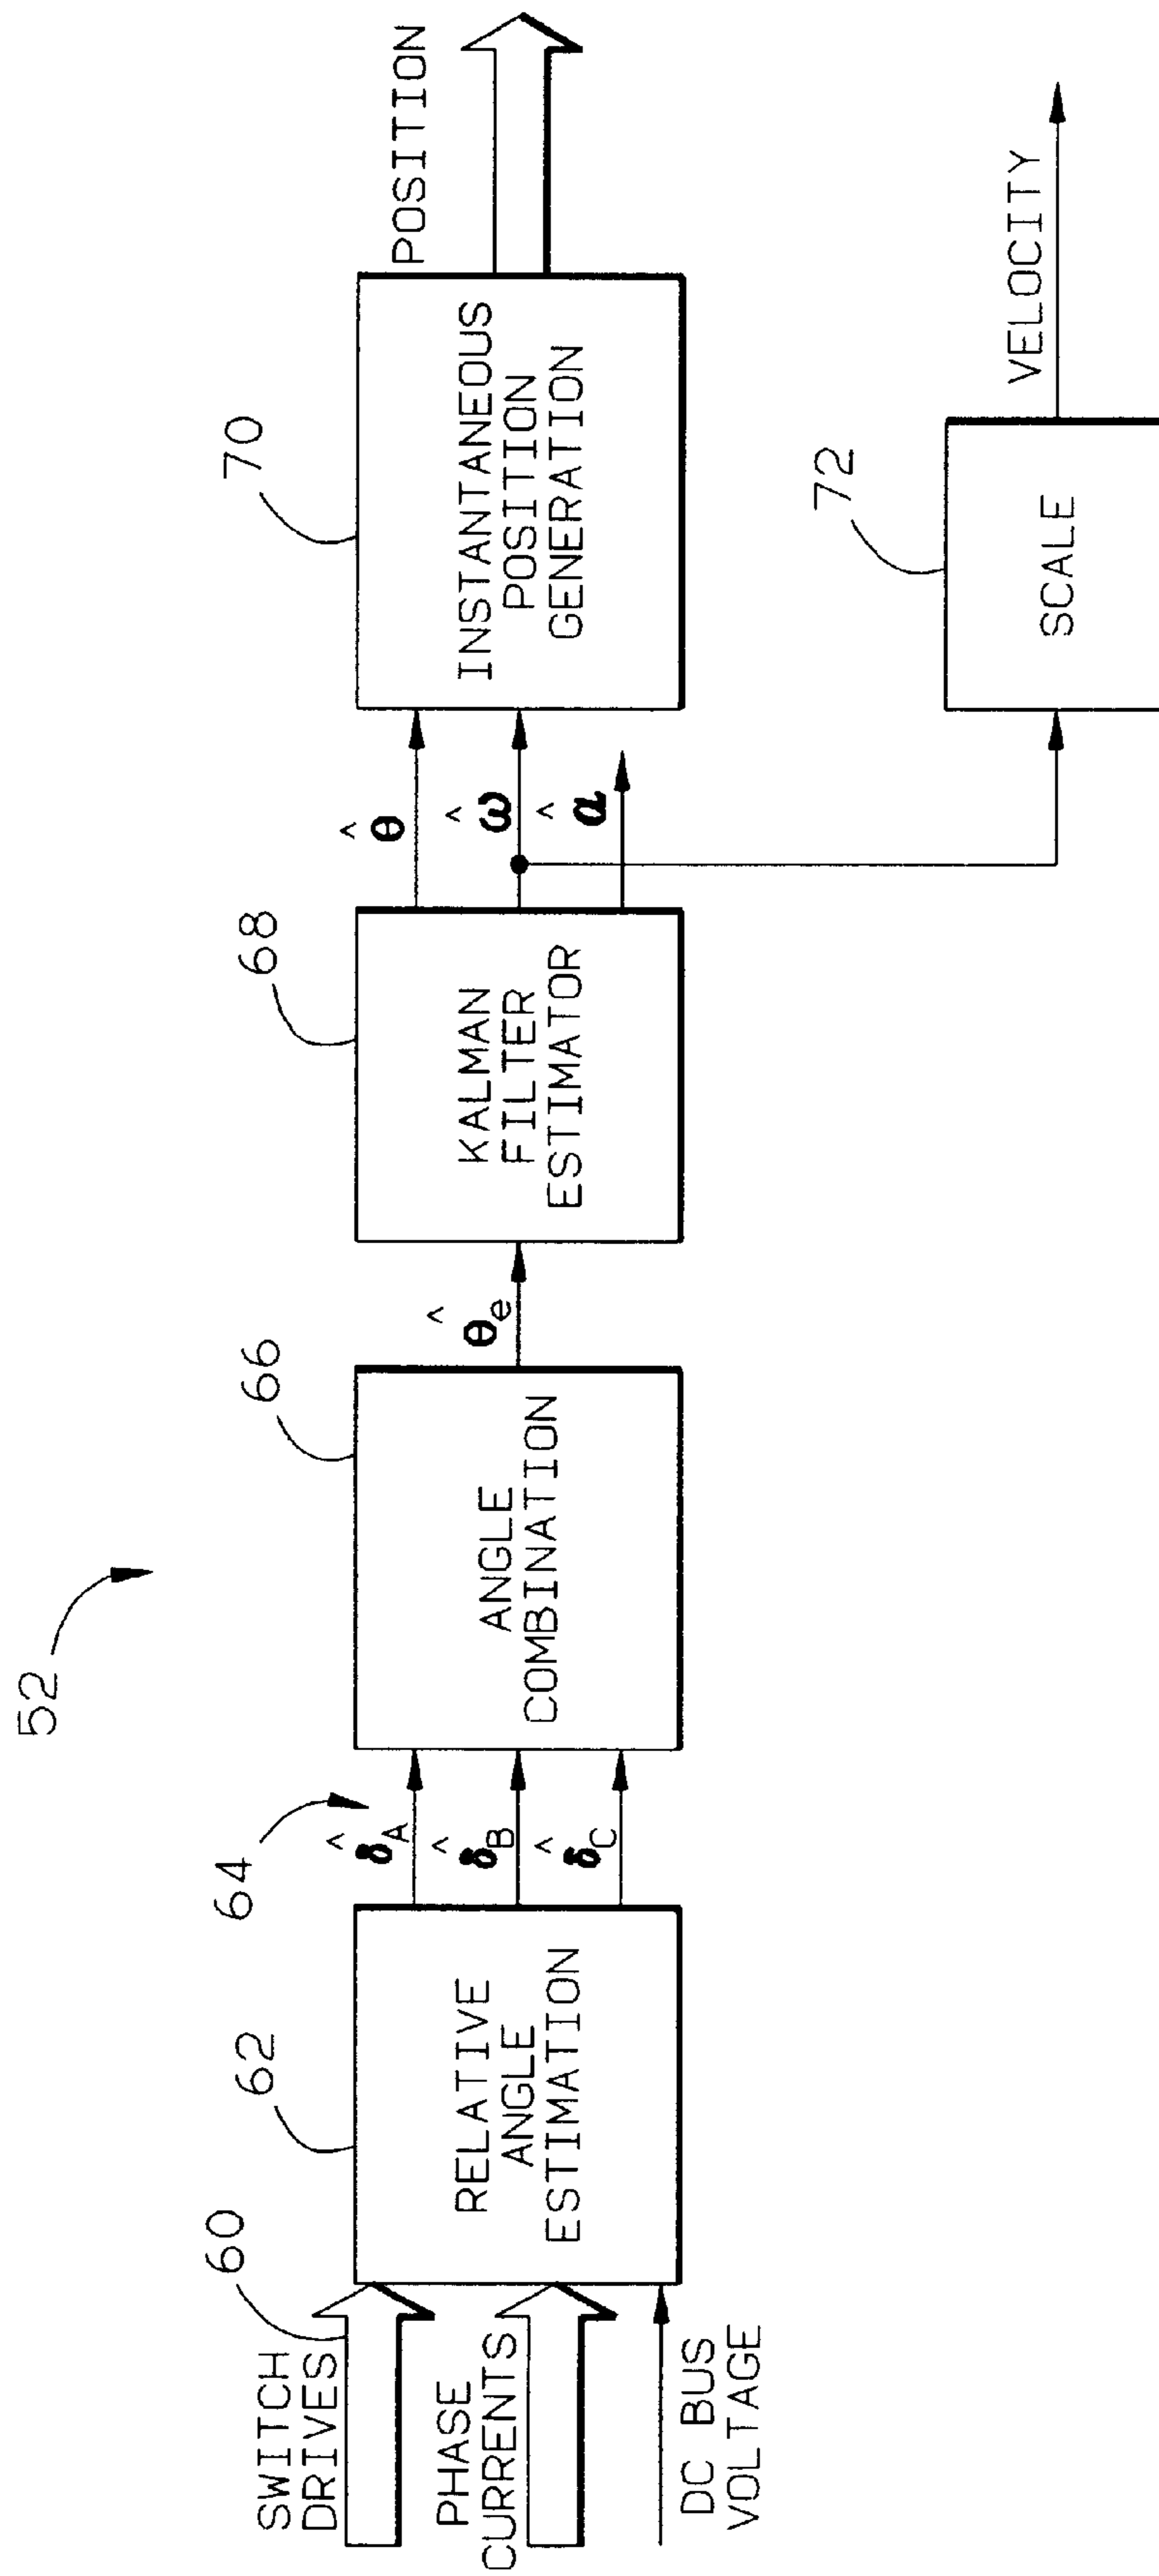 52
SWITCH
DRIVES
60
PHASE
CURRENTS
DC BUS
VOLTAGE
62
RELATIVE
ANGLE
ESTIMATION
64
δ̂A
δ̂B
δ̂C
66
ANGLE
COMBINATION
θ̂e
68
KALMAN
FILTER
ESTIMATOR
θ̂
ω̂
α̂
70
INSTANTANEOUS
POSITION
GENERATION
POSITION
72
SCALE
VELOCITY